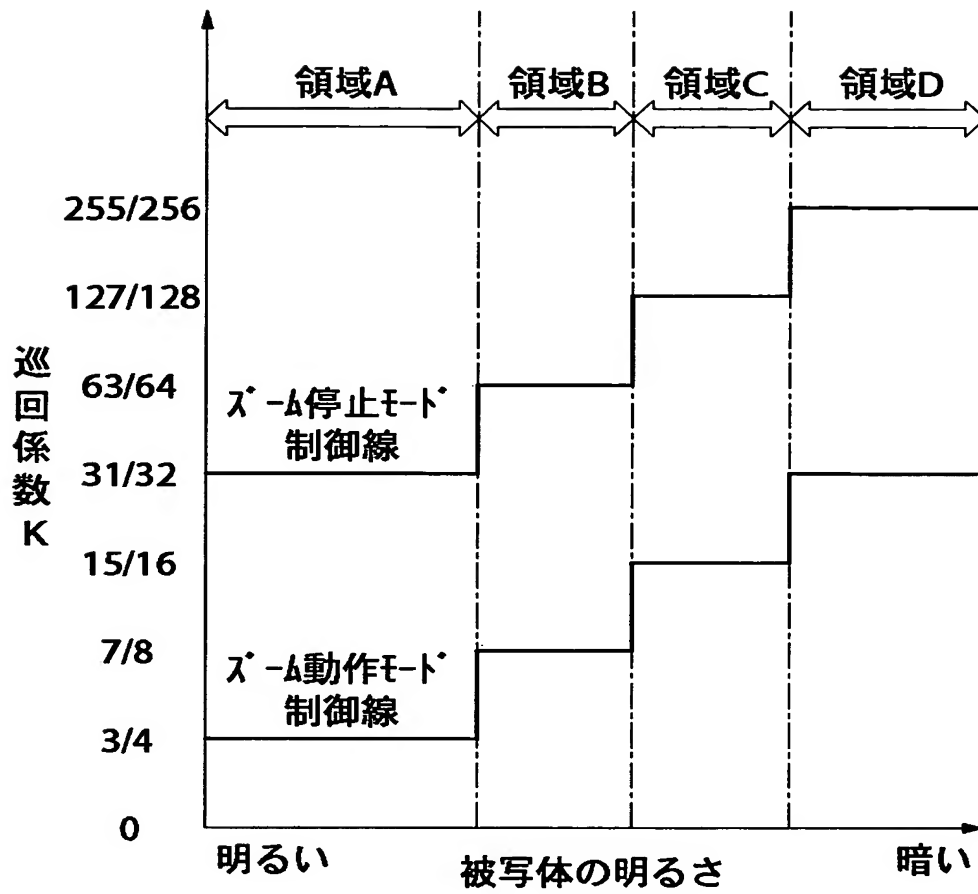 領域A
領域B
領域C
領域D
255/256
127/128
63/64
31/32
15/16
7/8
3/4
0
巡回係数K
ｽﾞｰﾑ停止ﾓｰﾄﾞ
制御線
ｽﾞｰﾑ動作ﾓｰﾄﾞ
制御線
明るい
被写体の明るさ
暗い